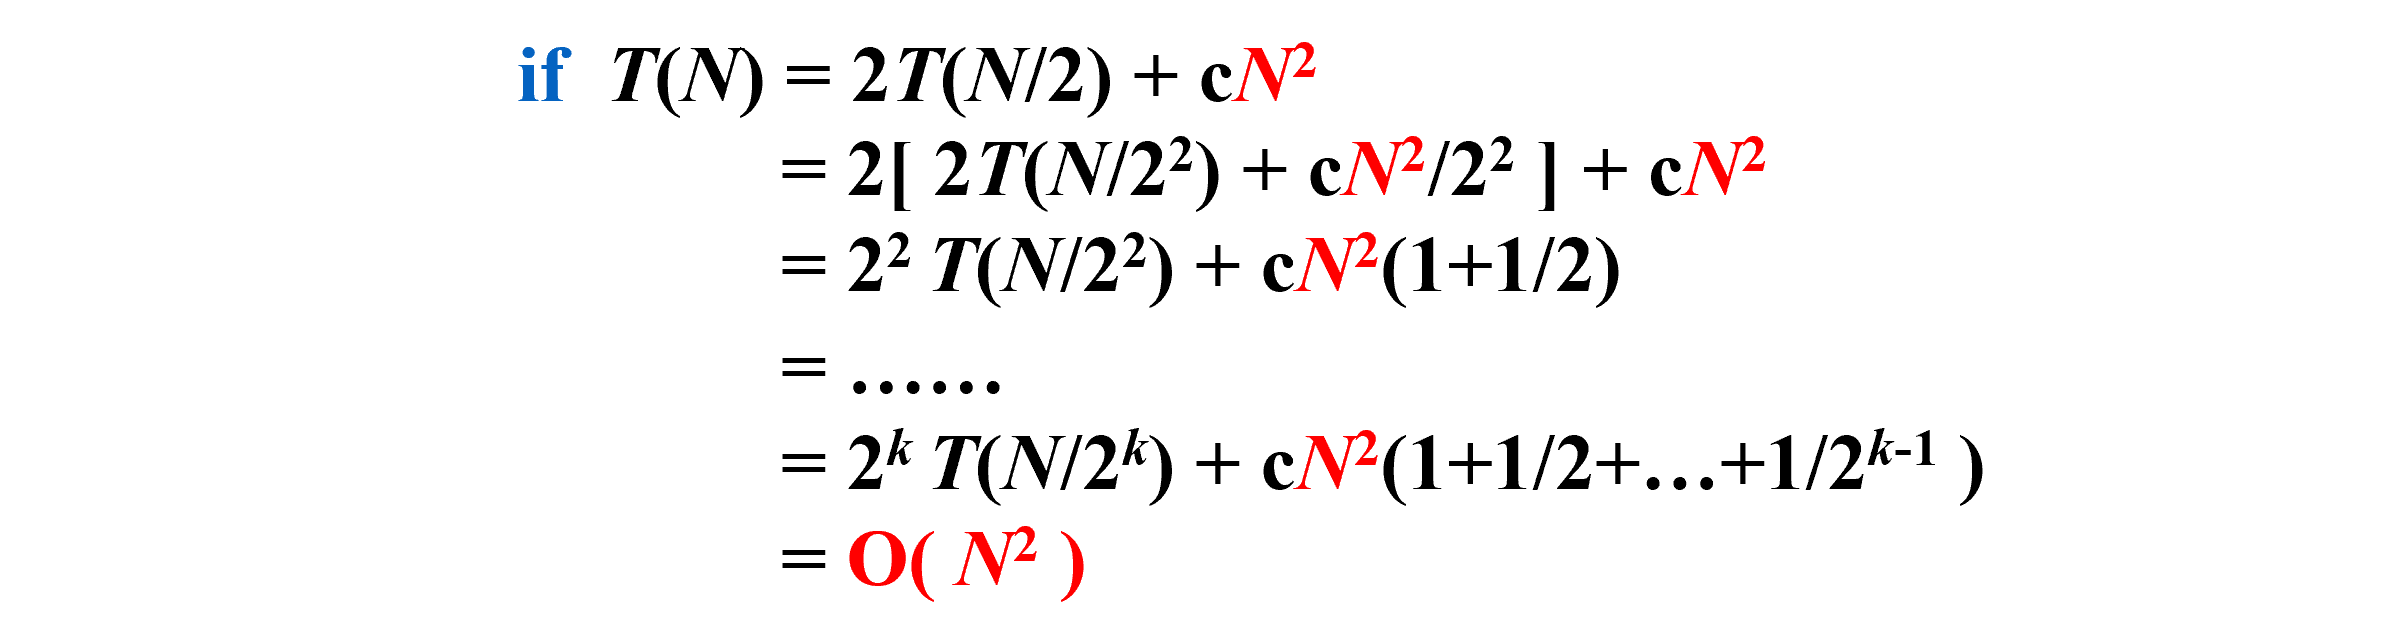 if T(N) = 2T(N/2) + cN²
= 2[ 2T(N/2²) + cN²/2² ] + cN²
= 2² T(N/2²) + cN²(1+1/2)
= ……
= 2ᵏ T(N/2ᵏ) + cN²(1+1/2+…+1/2ᵏ⁻¹ )
= O( N² )